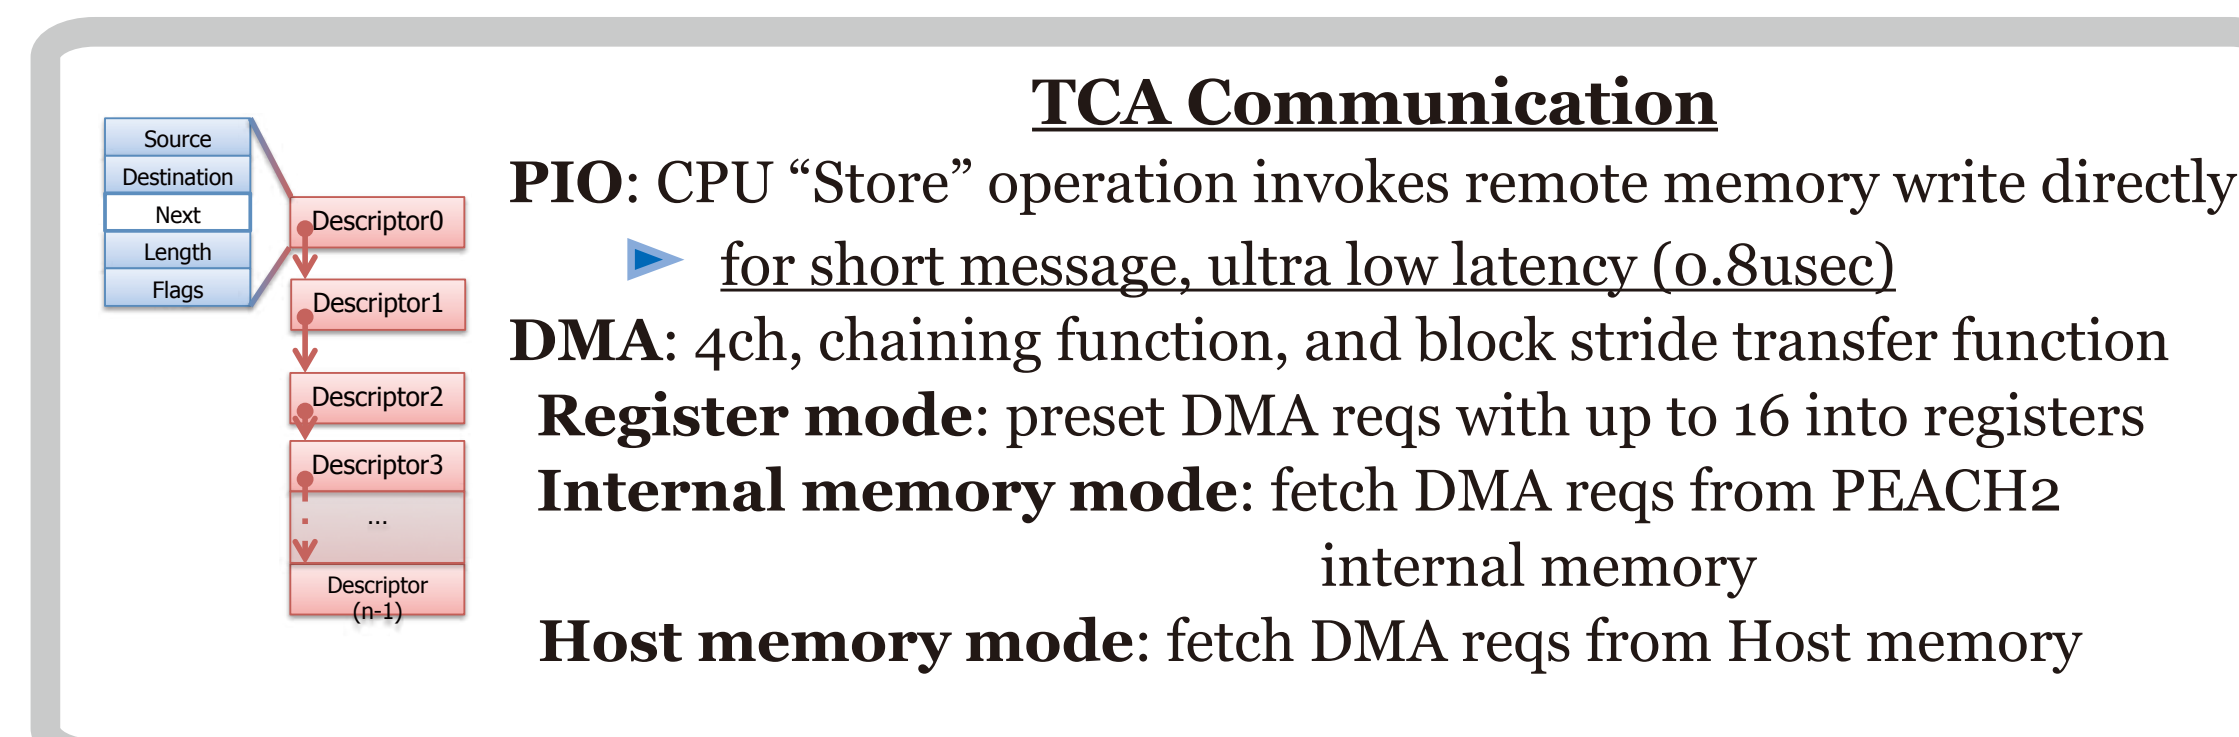 TCA Communication
Source
Destination
Next
Length
Flags
Descriptor0
Descriptor1
Descriptor2
Descriptor3
...
Descriptor
(n-1)
PIO: CPU “Store” operation invokes remote memory write directly
for short message, ultra low latency (0.8usec)
DMA: 4ch, chaining function, and block stride transfer function
Register mode: preset DMA reqs with up to 16 into registers
Internal memory mode: fetch DMA reqs from PEACH2
internal memory
Host memory mode: fetch DMA reqs from Host memory